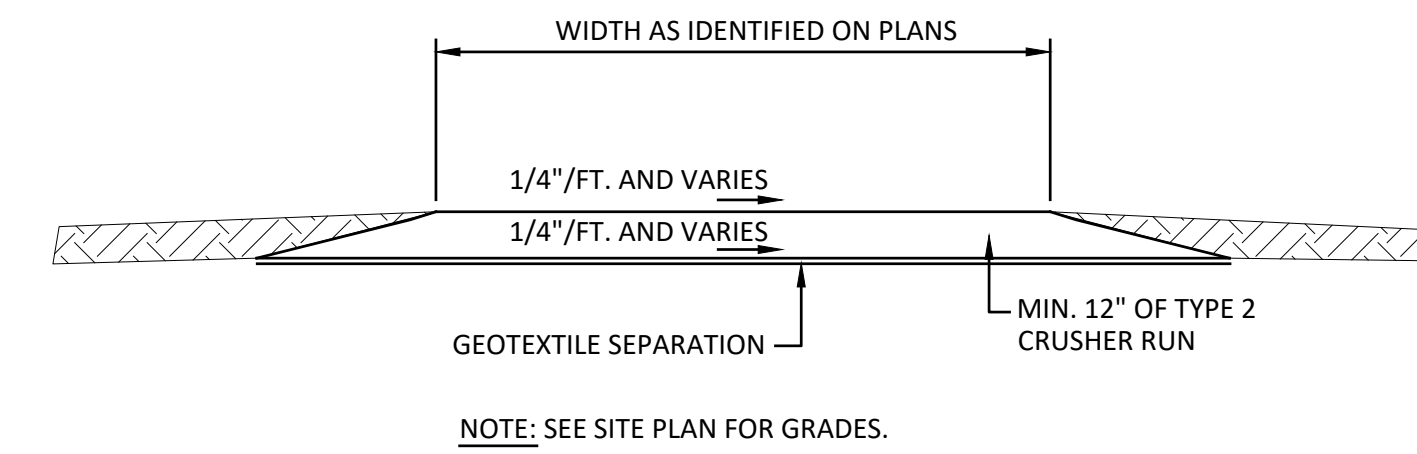 WIDTH AS IDENTIFIED ON PLANS
1/4"/FT. AND VARIES
1/4"/FT. AND VARIES
MIN. 12" OF TYPE 2
CRUSHER RUN
GEOTEXTILE SEPARATION
NOTE: SEE SITE PLAN FOR GRADES.